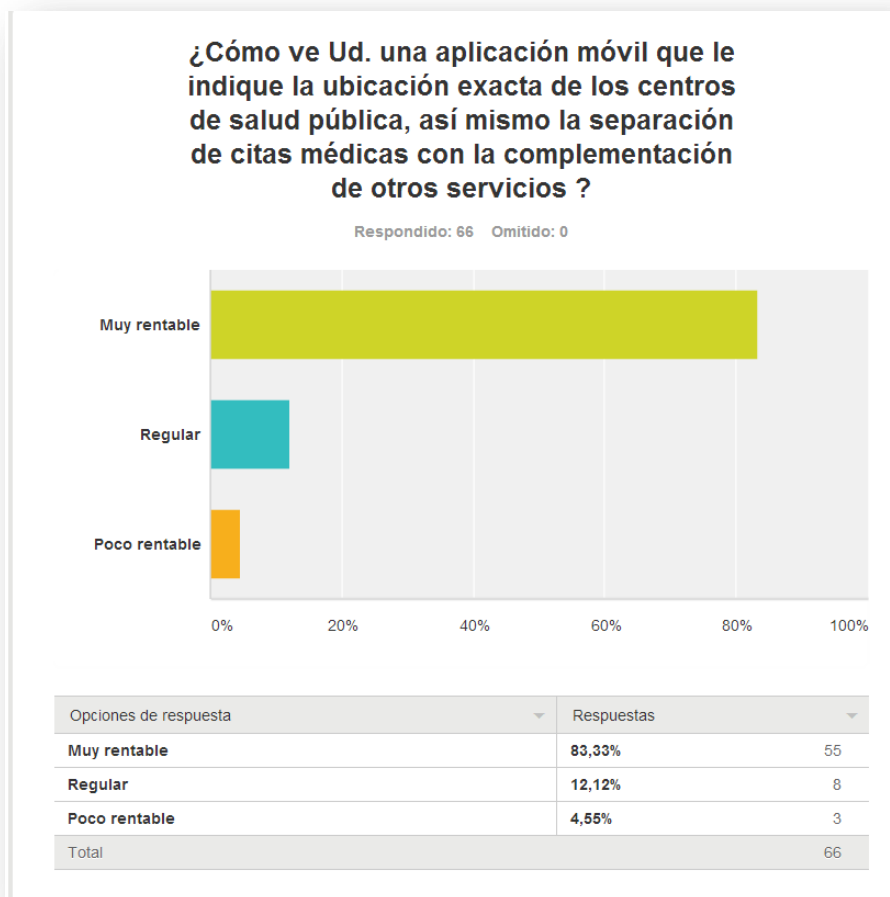 ¿Cómo ve Ud. una aplicación móvil que le
indique la ubicación exacta de los centros
de salud pública, así mismo la separación
de citas médicas con la complementación
de otros servicios ?
Respondido: 66 Omitido: 0
Muy rentable
Regular
Poco rentable
0% 20% 40% 60% 80% 100%
Opciones de respuesta Respuestas
Muy rentable 83,33% 55
Regular 12,12% 8
Poco rentable 4,55% 3
Total 66